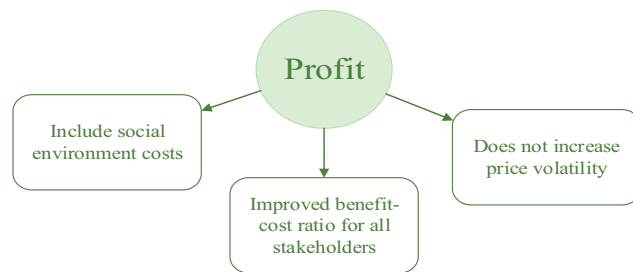 Profit
Include social
environment costs
Improved benefit-
cost ratio for all
stakeholders
Does not increase
price volatility